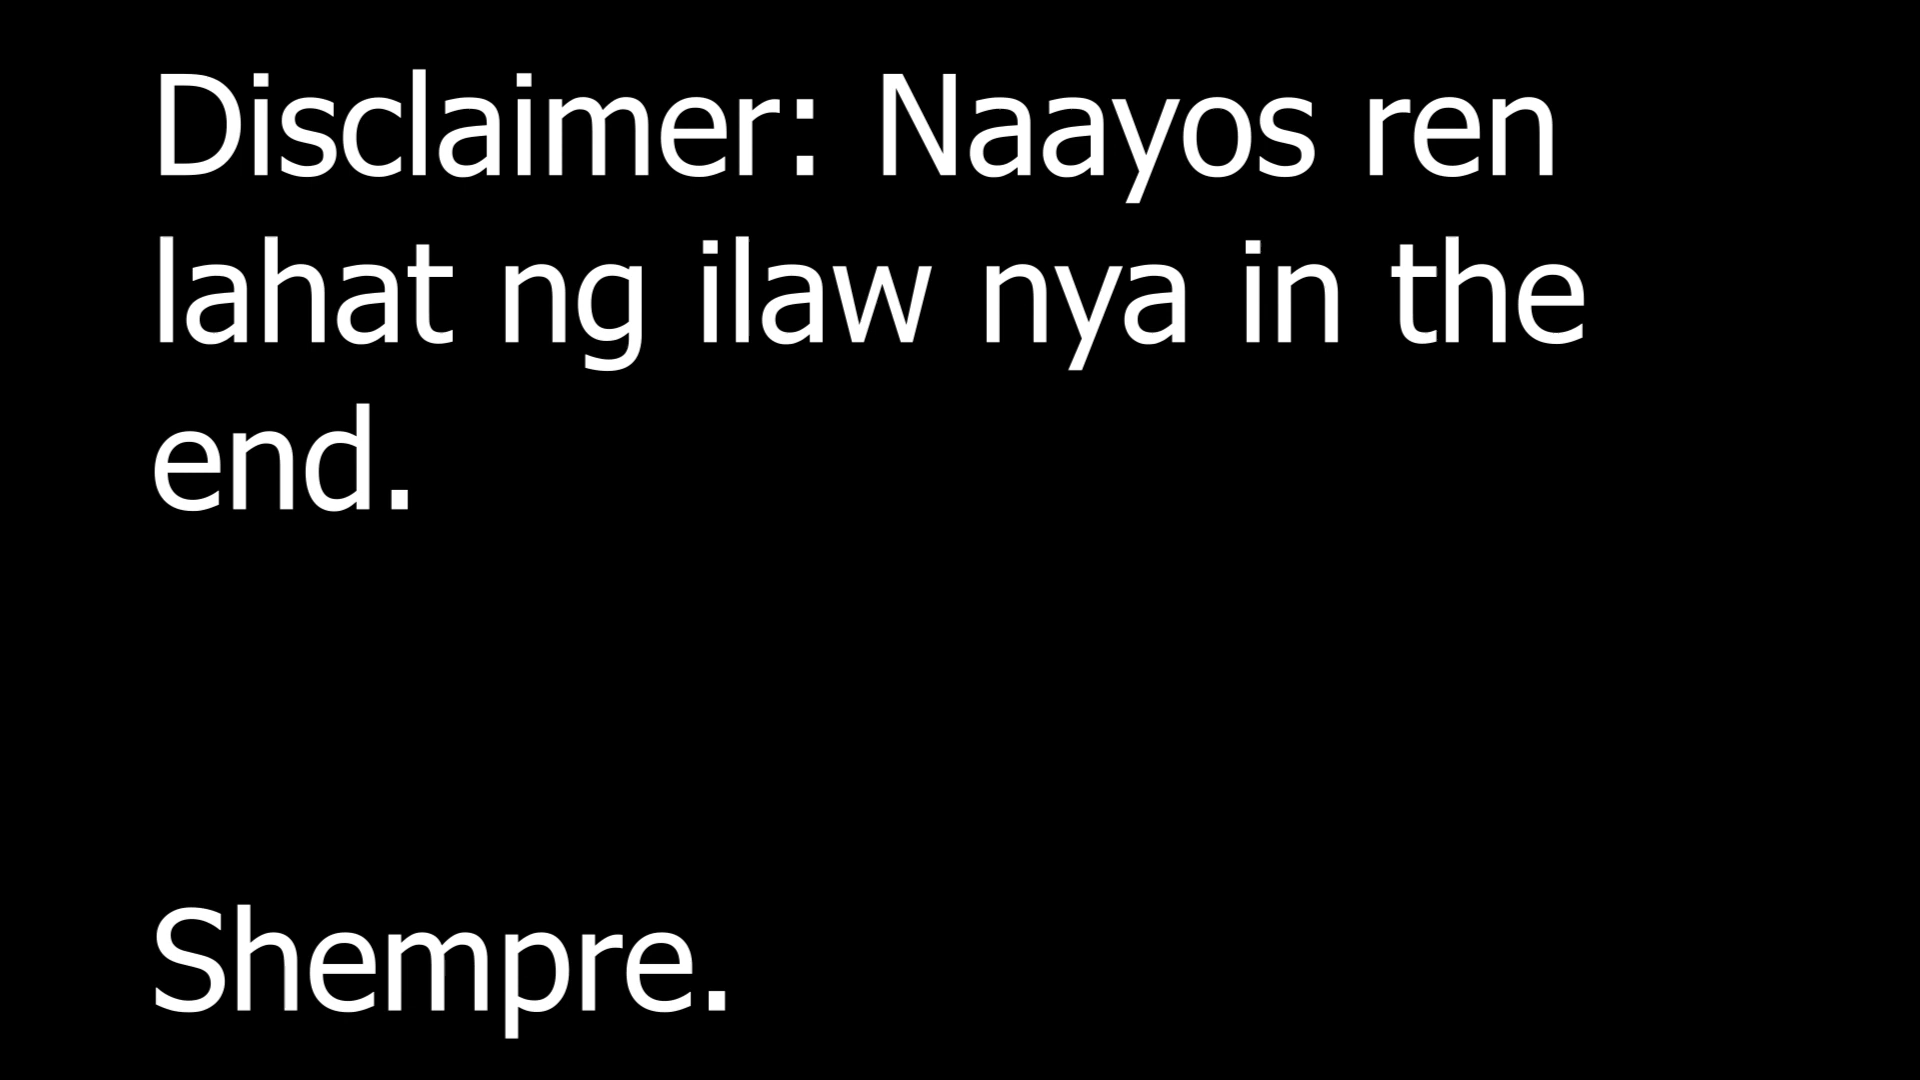 Disclaimer: Naayos ren
lahat ng ilaw nya in the
end.
Shempre.